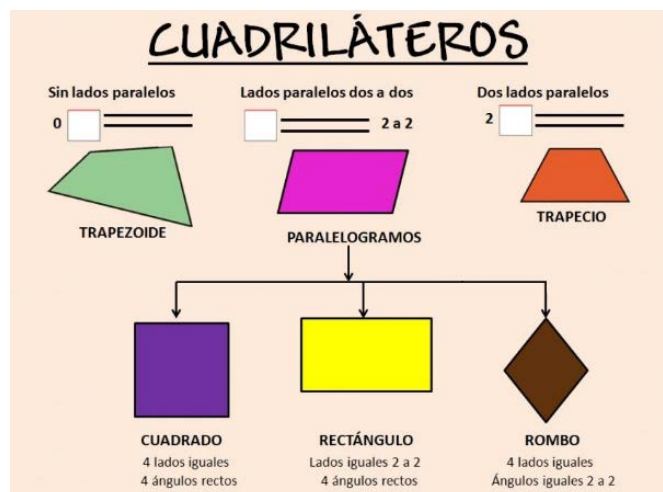 CUADRILÁTEROS
Sin lados paralelos
0
TRAPEZOIDE
Lados paralelos dos a dos
2 a 2
PARALELOGRAMOS
Dos lados paralelos
2
TRAPECIO
CUADRADO
4 lados iguales
4 ángulos rectos
RECTÁNGULO
Lados iguales 2 a 2
4 ángulos rectos
ROMBO
4 lados iguales
Ángulos iguales 2 a 2